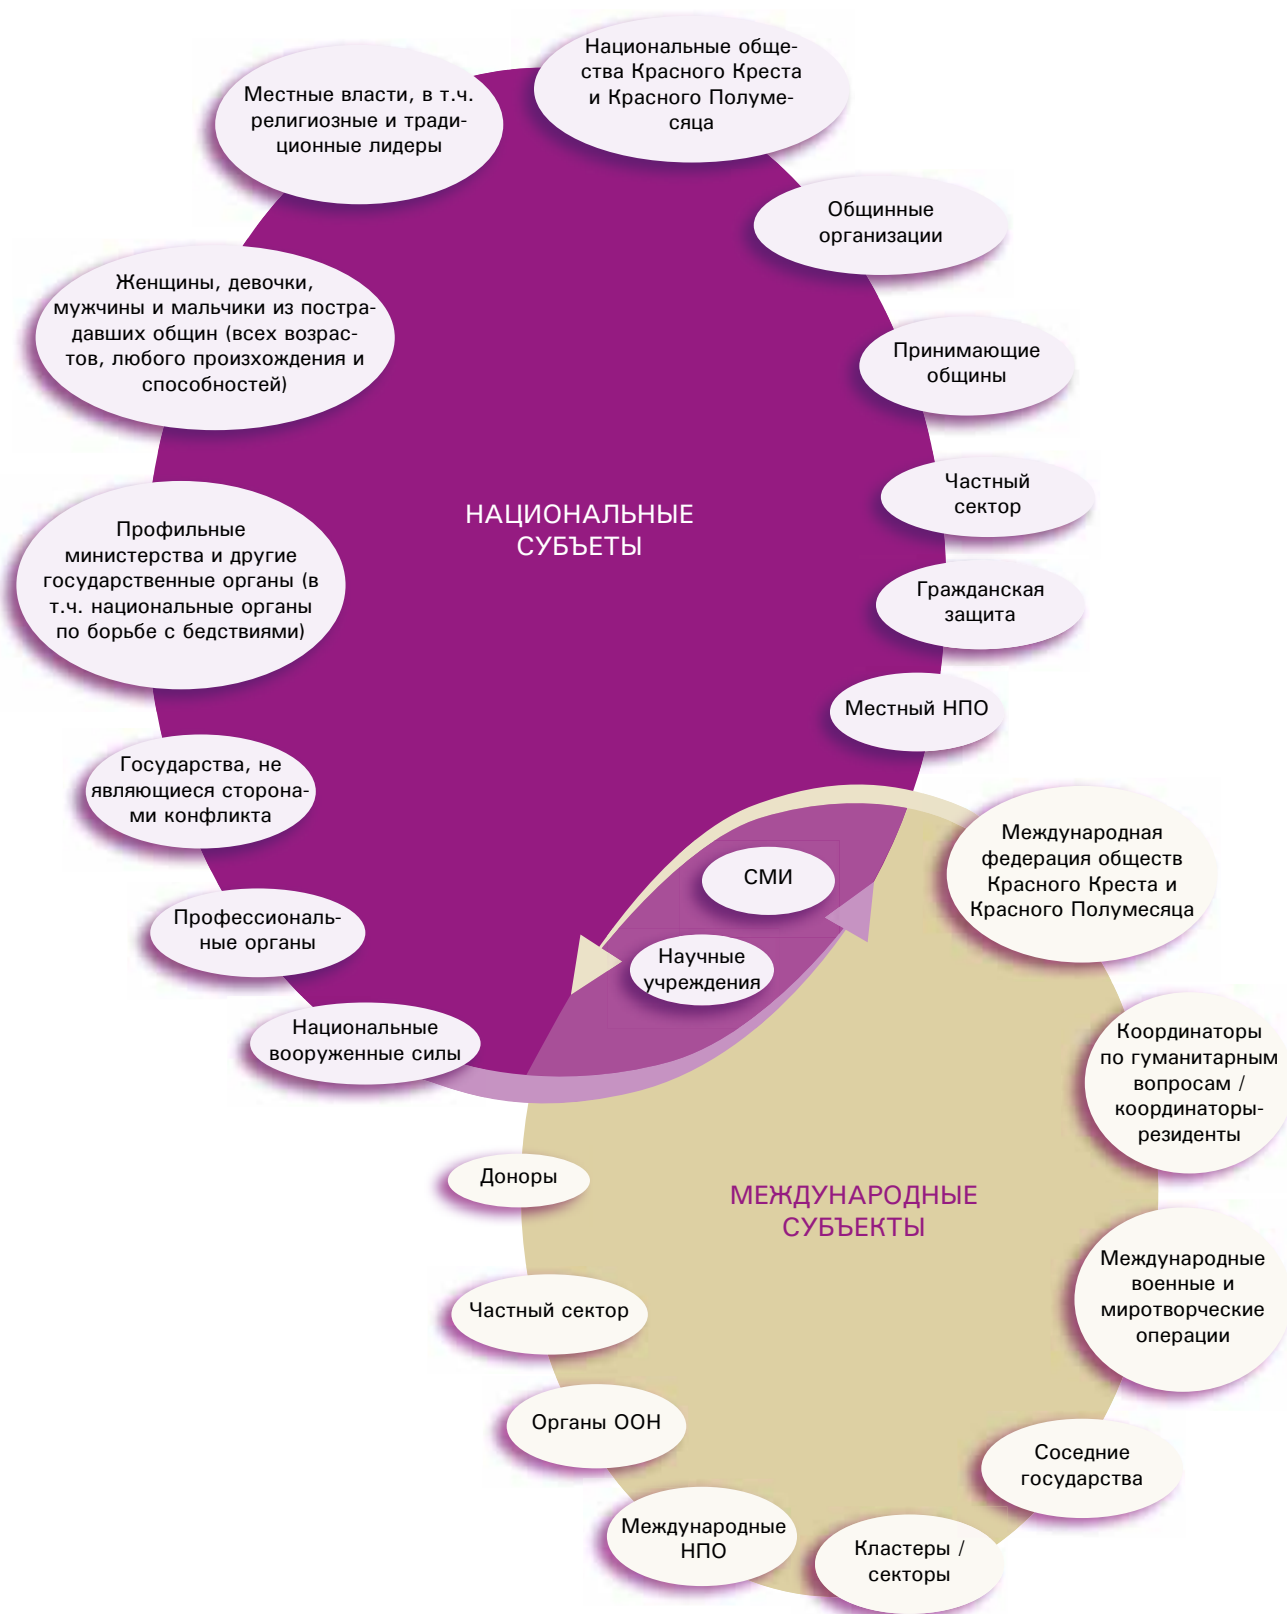 Национальные обще-
ства Красного Креста
и Красного Полуме-
сяца
Местные власти, в т.ч.
религиозные и тради-
ционные лидеры
Общинные
организации
Женщины, девочки,
мужчины и мальчики из постра-
давших общин (всех возрас-
тов, любого произхождения и
способностей)
Принимающие
общины
Частный
сектор
НАЦИОНАЛЬНЫЕ
СУБЪЕТЫ
Профильные
министерства и другие
государственные органы (в
т.ч. национальные органы
по борьбе с бедствиями)
Гражданская
защита
Местный НПО
Государства, не
являющиеся сторона-
ми конфликта
Международная
федерация обществ
Красного Креста и
Красного Полумесяца
СМИ
Профессиональ-
ные органы
Научные
учреждения
Национальные
вооруженные силы
Координаторы
по гуманитарным
вопросам /
координаторы-
резиденты
Доноры
МЕЖДУНАРОДНЫЕ
СУБЪЕКТЫ
Международные
военные и
миротворческие
операции
Частный сектор
Органы ООН
Соседние
государства
Международные
НПО
Кластеры /
секторы